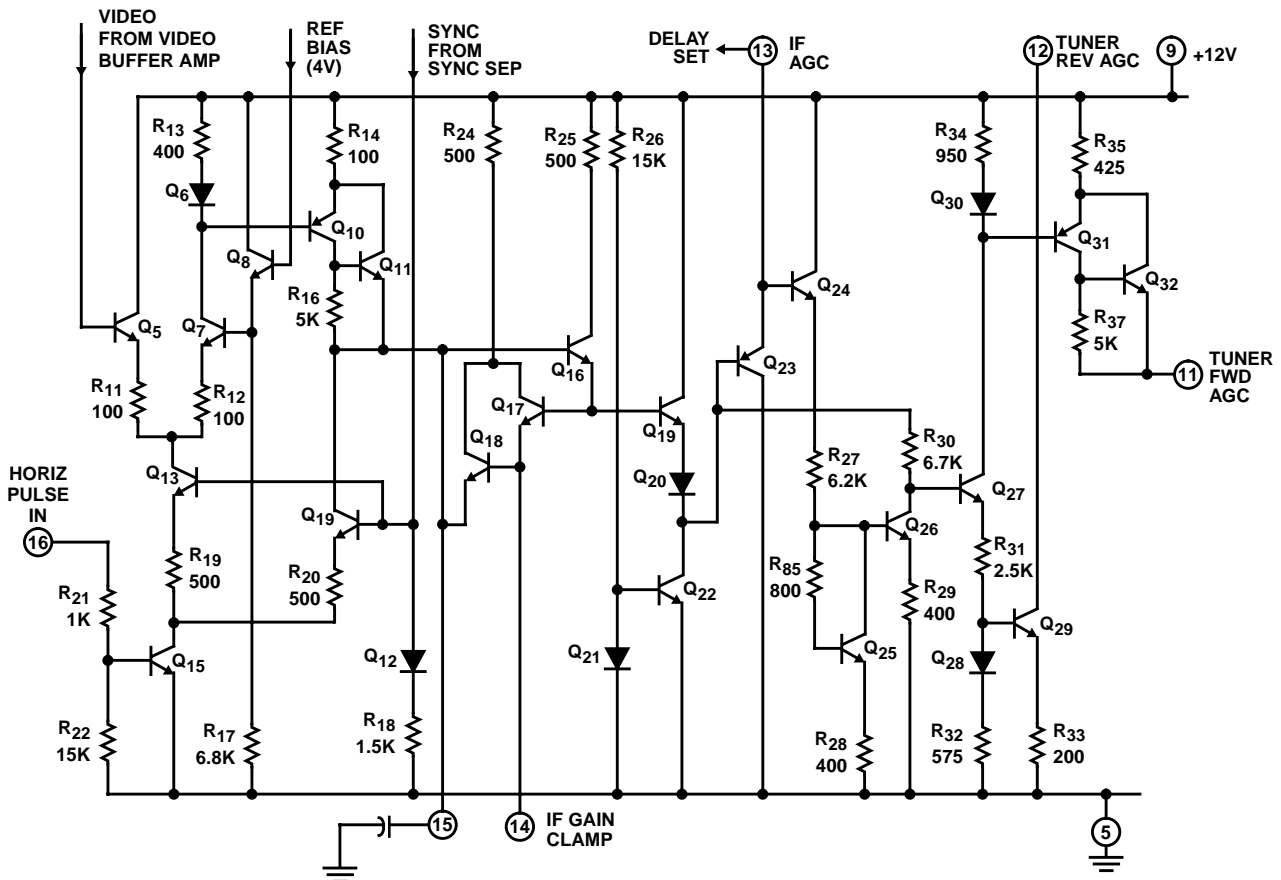 VIDEO
FROM VIDEO
BUFFER AMP
REF
BIAS
(4V)
SYNC
FROM
SYNC SEP
DELAY
SET
13
IF
AGC
12
TUNER
REV AGC
9
+12V
R13
400
R14
100
R24
500
R25
500
R26
15K
R34
950
R35
425
Q6
Q30
Q10
Q31
Q8
Q11
Q24
Q32
R16
5K
R37
5K
Q5
Q7
Q16
Q23
11
TUNER
FWD
AGC
R11
100
R12
100
Q17
Q19
Q18
R30
6.7K
Q13
R27
6.2K
HORIZ
PULSE
IN
16
Q20
Q27
Q19
Q26
R19
500
R20
500
R85
800
R31
2.5K
R21
1K
Q22
R29
400
Q15
Q12
Q21
Q25
Q28
Q29
R22
15K
R17
6.8K
R18
1.5K
R28
400
R32
575
R33
200
15
14
IF GAIN
CLAMP
5